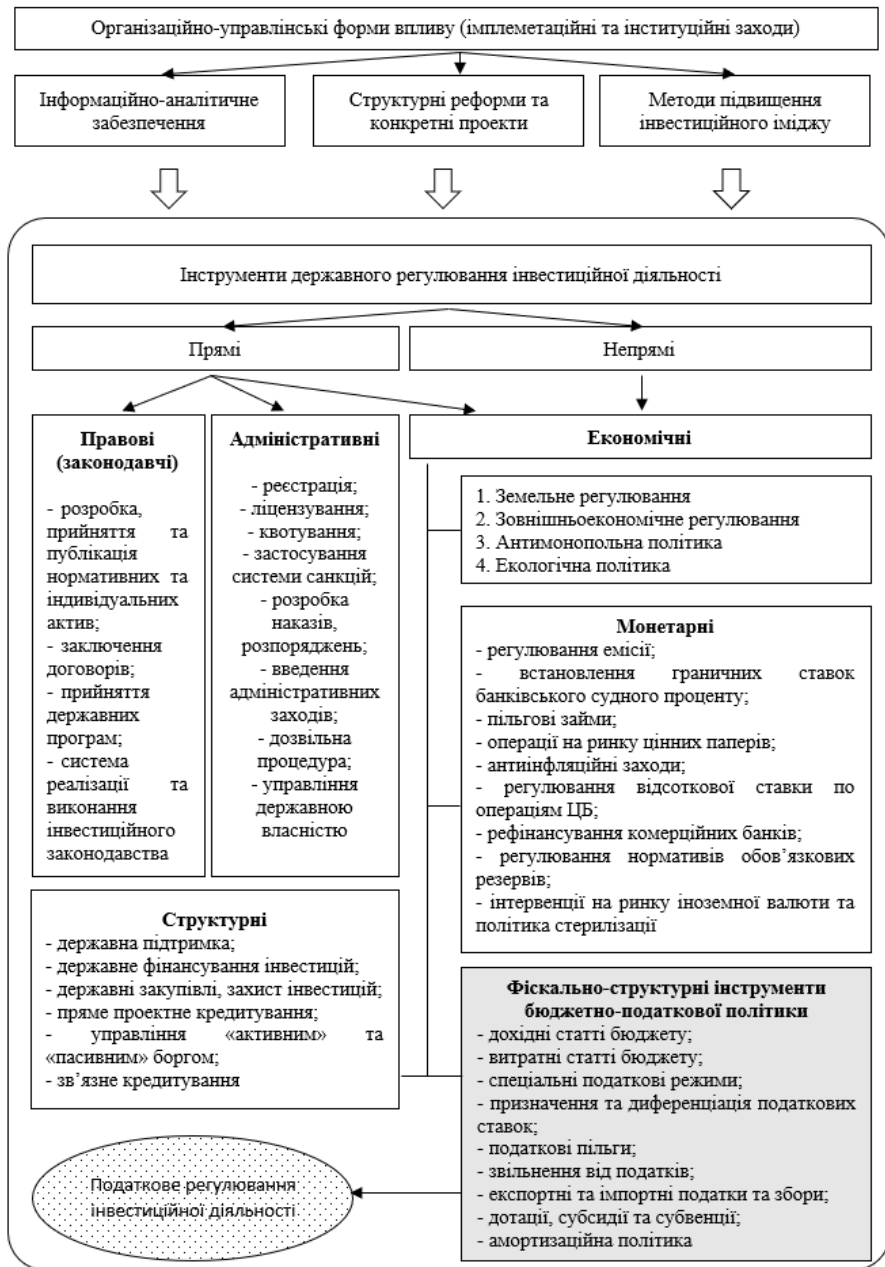 Організаційно-управлінські форми впливу (імплеметаційні та інституційні заходи)
Інформаційно-аналітичне
забезпечення
Структурні реформи та
конкретні проекти
Методи підвищення
інвестиційного іміджу
Інструменти державного регулювання інвестиційної діяльності
Прямі
Непрямі
Правові
(законодавчі)
- розробка,
прийняття та
публікація
нормативних та
індивідуальних
актив;
- заключення
договорів;
- прийняття
державних
програм;
- система
реалізації та
виконання
інвестиційного
законодавства
Адміністративні
- реєстрація;
- ліцензування;
- квотування;
- застосування
системи санкцій;
- розробка
наказів,
розпоряджень;
- введення
адміністративних
заходів;
- дозвільна
процедура;
- управління
державною
власністю
Економічні
1. Земельне регулювання
2. Зовнішньоекономічне регулювання
3. Антимонопольна політика
4. Екологічна політика
Монетарні
- регулювання емісії;
- встановлення граничних ставок
банківського судного проценту;
- пільгові займи;
- операції на ринку цінних паперів;
- антиінфляційні заходи;
- регулювання відсоткової ставки по
операціям ЦБ;
- рефінансування комерційних банків;
- регулювання нормативів обов’язкових
резервів;
- інтервенції на ринку іноземної валюти та
політика стерилізації
Структурні
- державна підтримка;
- державне фінансування інвестицій;
- державні закупівлі, захист інвестицій;
- пряме проектне кредитування;
- управління «активним» та
«пасивним» боргом;
- зв’язне кредитування
Фіскально-структурні інструменти
бюджетно-податкової політики
- дохідні статті бюджету;
- витратні статті бюджету;
- спеціальні податкові режими;
- призначення та диференціація податкових
ставок;
- податкові пільги;
- звільнення від податків;
- експортні та імпортні податки та збори;
- дотації, субсидії та субвенції;
- амортизаційна політика
Податкове регулювання
інвестиційної діяльності